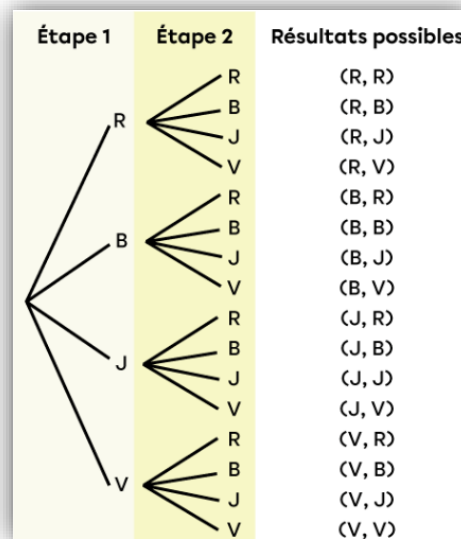 Étape 1 Étape 2 Résultats possibles
R (R, R)
B (R, B)
R J (R, J)
V (R, V)
R (B, R)
B B (B, B)
J (B, J)
V (B, V)
R (J, R)
B (J, B)
J J (J, J)
V (J, V)
R (V, R)
B (V, B)
V J (V, J)
V (V, V)